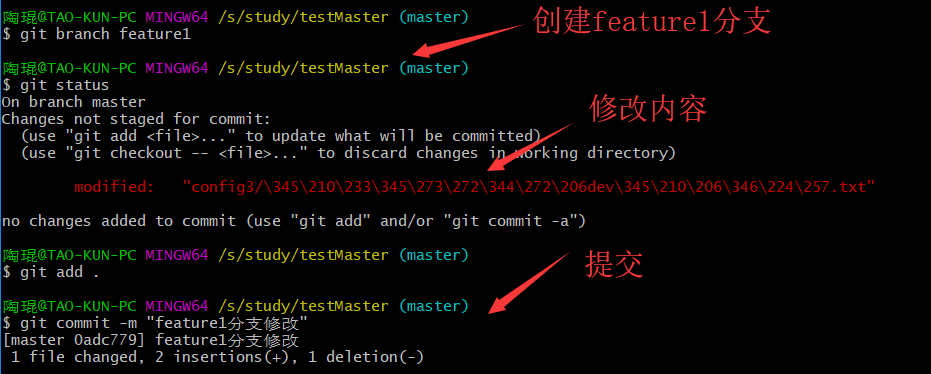 陶琨@TAO-KUN-PC MINGW64 /s/study/testMaster (master)
$ git branch feature1
创建feature1分支
陶琨@TAO-KUN-PC MINGW64 /s/study/testMaster (master)
$ git status
On branch master
Changes not staged for commit:
(use "git add <file>..." to update what will be committed)
(use "git checkout -- <file>..." to discard changes in working directory)
修改内容
modified:   "config3/\345\210\233\345\273\272\344\272\206dev\345\210\206\346\224\257.txt"
no changes added to commit (use "git add" and/or "git commit -a")
陶琨@TAO-KUN-PC MINGW64 /s/study/testMaster (master)
$ git add .
提交
陶琨@TAO-KUN-PC MINGW64 /s/study/testMaster (master)
$ git commit -m "feature1分支修改"
[master 0adc779] feature1分支修改
1 file changed, 2 insertions(+), 1 deletion(-)